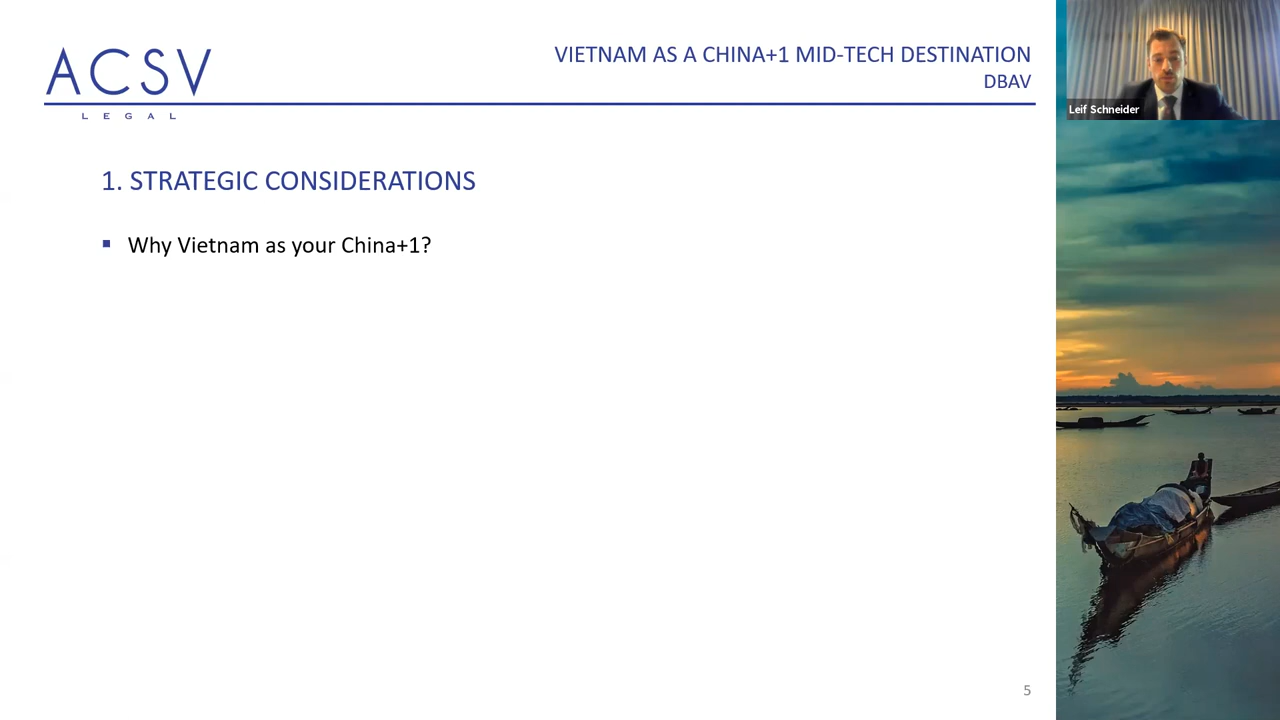 ACSV
LEGAL
VIETNAM AS A CHINA+1 MID-TECH DESTINATION
DBAV
Leif Schneider
1. STRATEGIC CONSIDERATIONS
▪ Why Vietnam as your China+1?
5